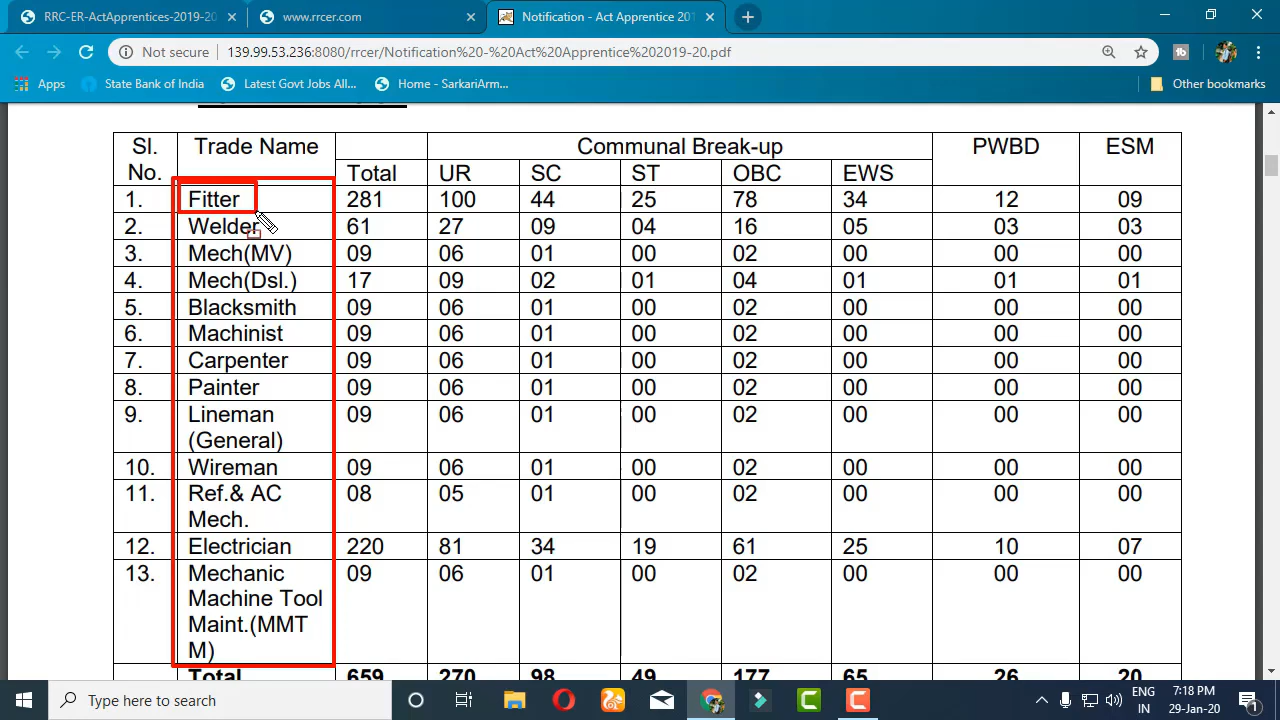 RRC-ER-ActApprentices-2019-20
www.rrcer.com
Notification - Act Apprentice 201
Not secure
139.99.53.236:8080/rrcer/Notification%20-%20Act%20Apprentice%202019-20.pdf
Apps
State Bank of India
Latest Govt Jobs All...
Home - SarkariArm...
Other bookmarks
Sl. No. Trade Name Communal Break-up PWBD ESM
Total UR SC ST OBC EWS
1. Fitter 281 100 44 25 78 34 12 09
2. Welder 61 27 09 04 16 05 03 03
3. Mech(MV) 09 06 01 00 02 00 00 00
4. Mech(Dsl.) 17 09 02 01 04 01 01 01
5. Blacksmith 09 06 01 00 02 00 00 00
6. Machinist 09 06 01 00 02 00 00 00
7. Carpenter 09 06 01 00 02 00 00 00
8. Painter 09 06 01 00 02 00 00 00
9. Lineman 09 06 01 00 02 00 00 00
(General)
10. Wireman 09 06 01 00 02 00 00 00
11. Ref.& AC 08 05 01 00 02 00 00 00
Mech.
12. Electrician 220 81 34 19 61 25 10 07
13. Mechanic 09 06 01 00 02 00 00 00
Machine Tool
Maint.(MMT
M)
Total 659 270 98 49 177 65 26 20
Type here to search
ENG
IN
7:18 PM
29-Jan-20
1